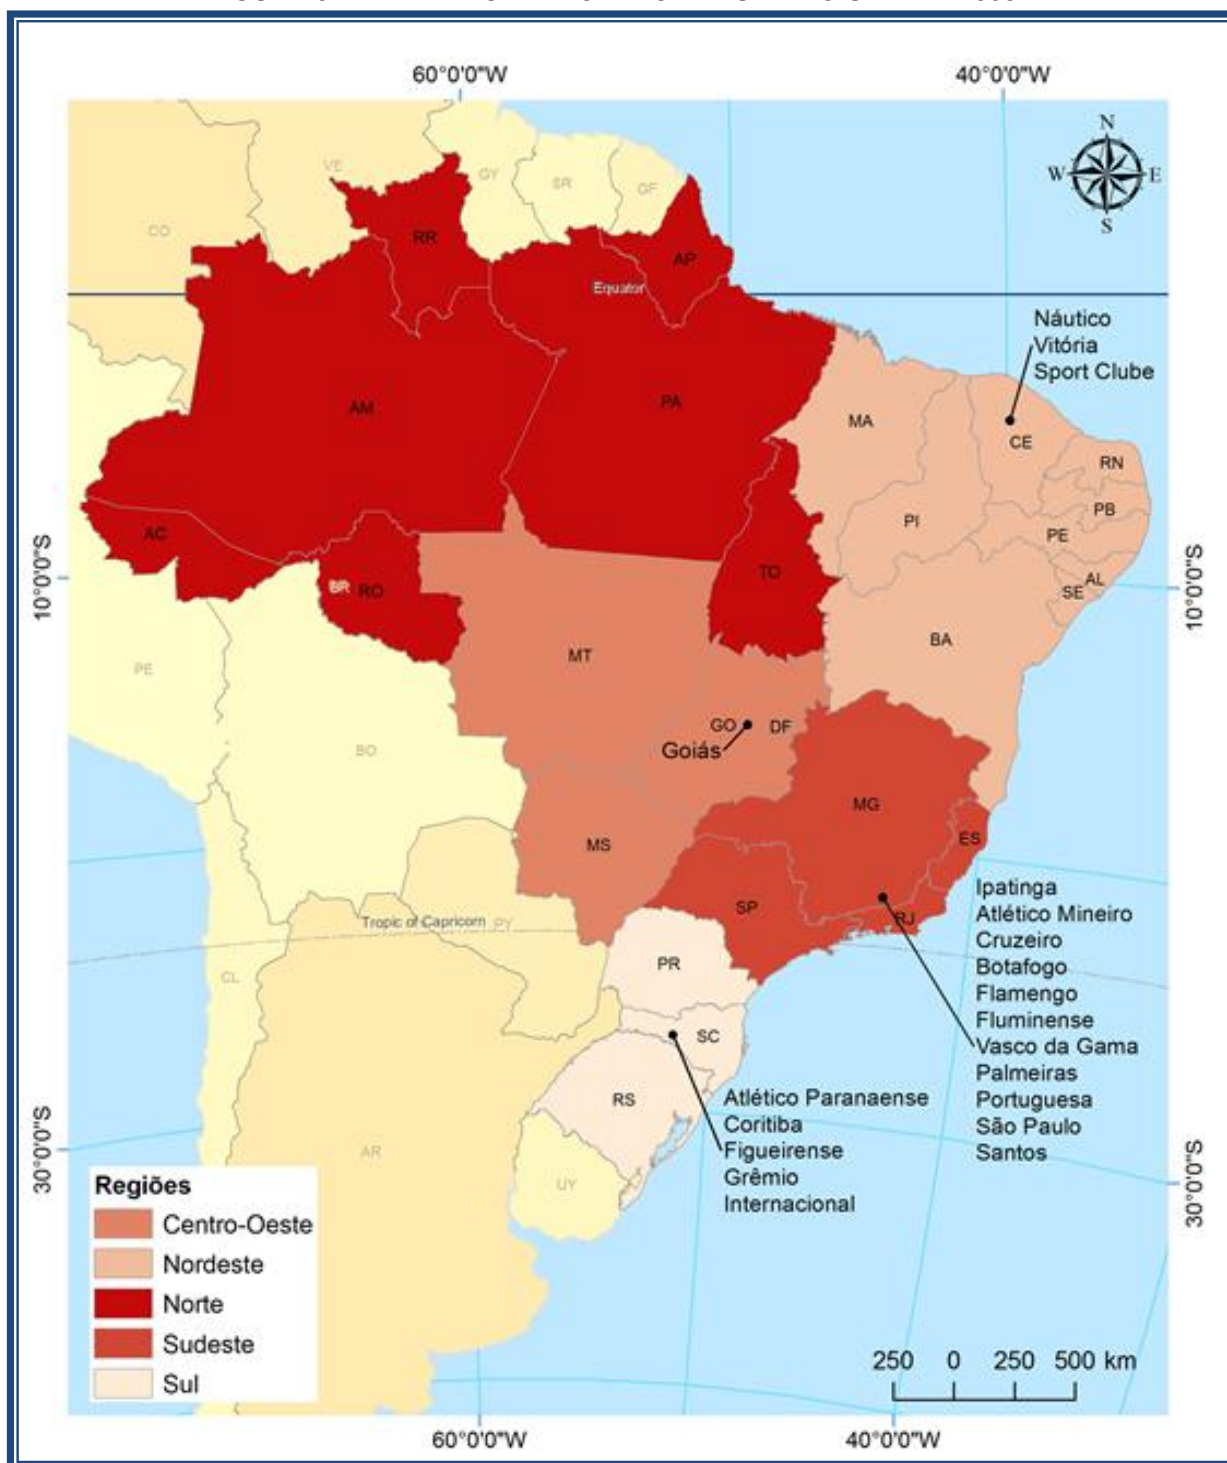 60°0'0"W
40°0'0"W
N
W
E
S
VE
GY
SR
GF
CO
RR
AP
Equator
Náutico
Vitória
Sport Clube
AM
PA
MA
CE
RN
PI
PB
PE
AC
TO
AL
SE
BR
RO
10°0'0"S
10°0'0"S
BA
MT
PE
GO
DF
Goiás
BO
MG
ES
MS
SP
RJ
Tropic of Capricorn
PY
Ipatinga
Atlético Mineiro
Cruzeiro
Botafogo
Flamengo
Fluminense
Vasco da Gama
Palmeiras
Portuguesa
São Paulo
Santos
PR
CL
SC
RS
Atlético Paranaense
Coritiba
Figueirense
Grêmio
Internacional
AR
UY
30°0'0"S
30°0'0"S
Regiões
Centro-Oeste
Nordeste
Norte
Sudeste
Sul
250 0 250 500 km
60°0'0"W
40°0'0"W